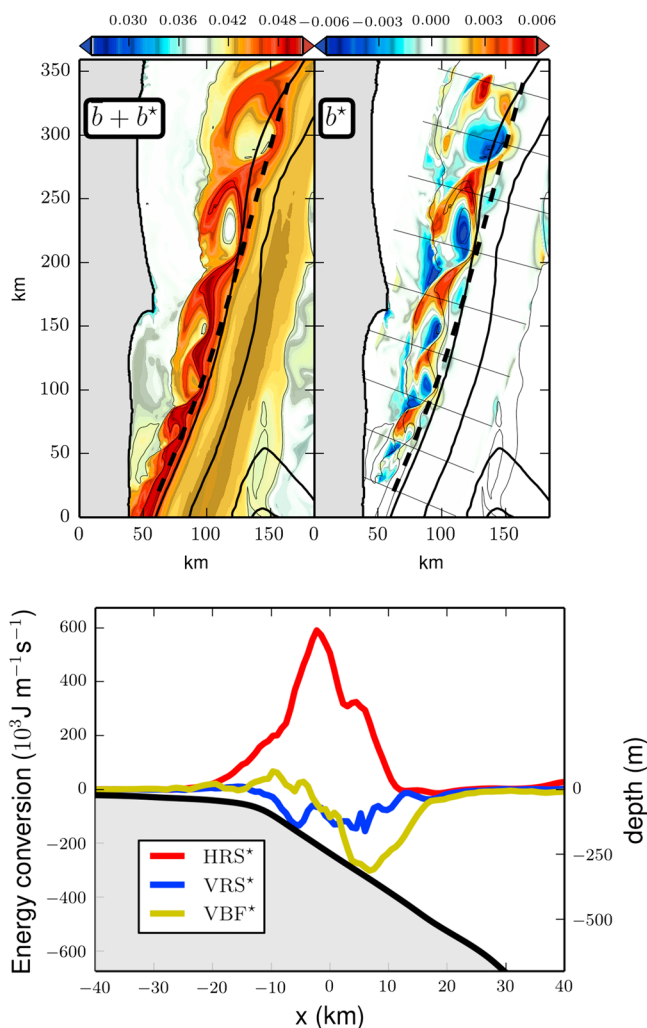 0.030 0.036 0.042 0.048 −0.006 −0.003 0.000 0.003 0.006
350
300
250
200
150
100
50
0
km
b + b⋆
b⋆
0 50 100 150 0 50 100 150
km km
Energy conversion (10³J m⁻¹s⁻¹)
600
400
200
0
−200
−400
−600
HRS⋆
VRS⋆
VBF⋆
0
−250
−500
depth (m)
−40 −30 −20 −10 0 10 20 30 40
x (km)